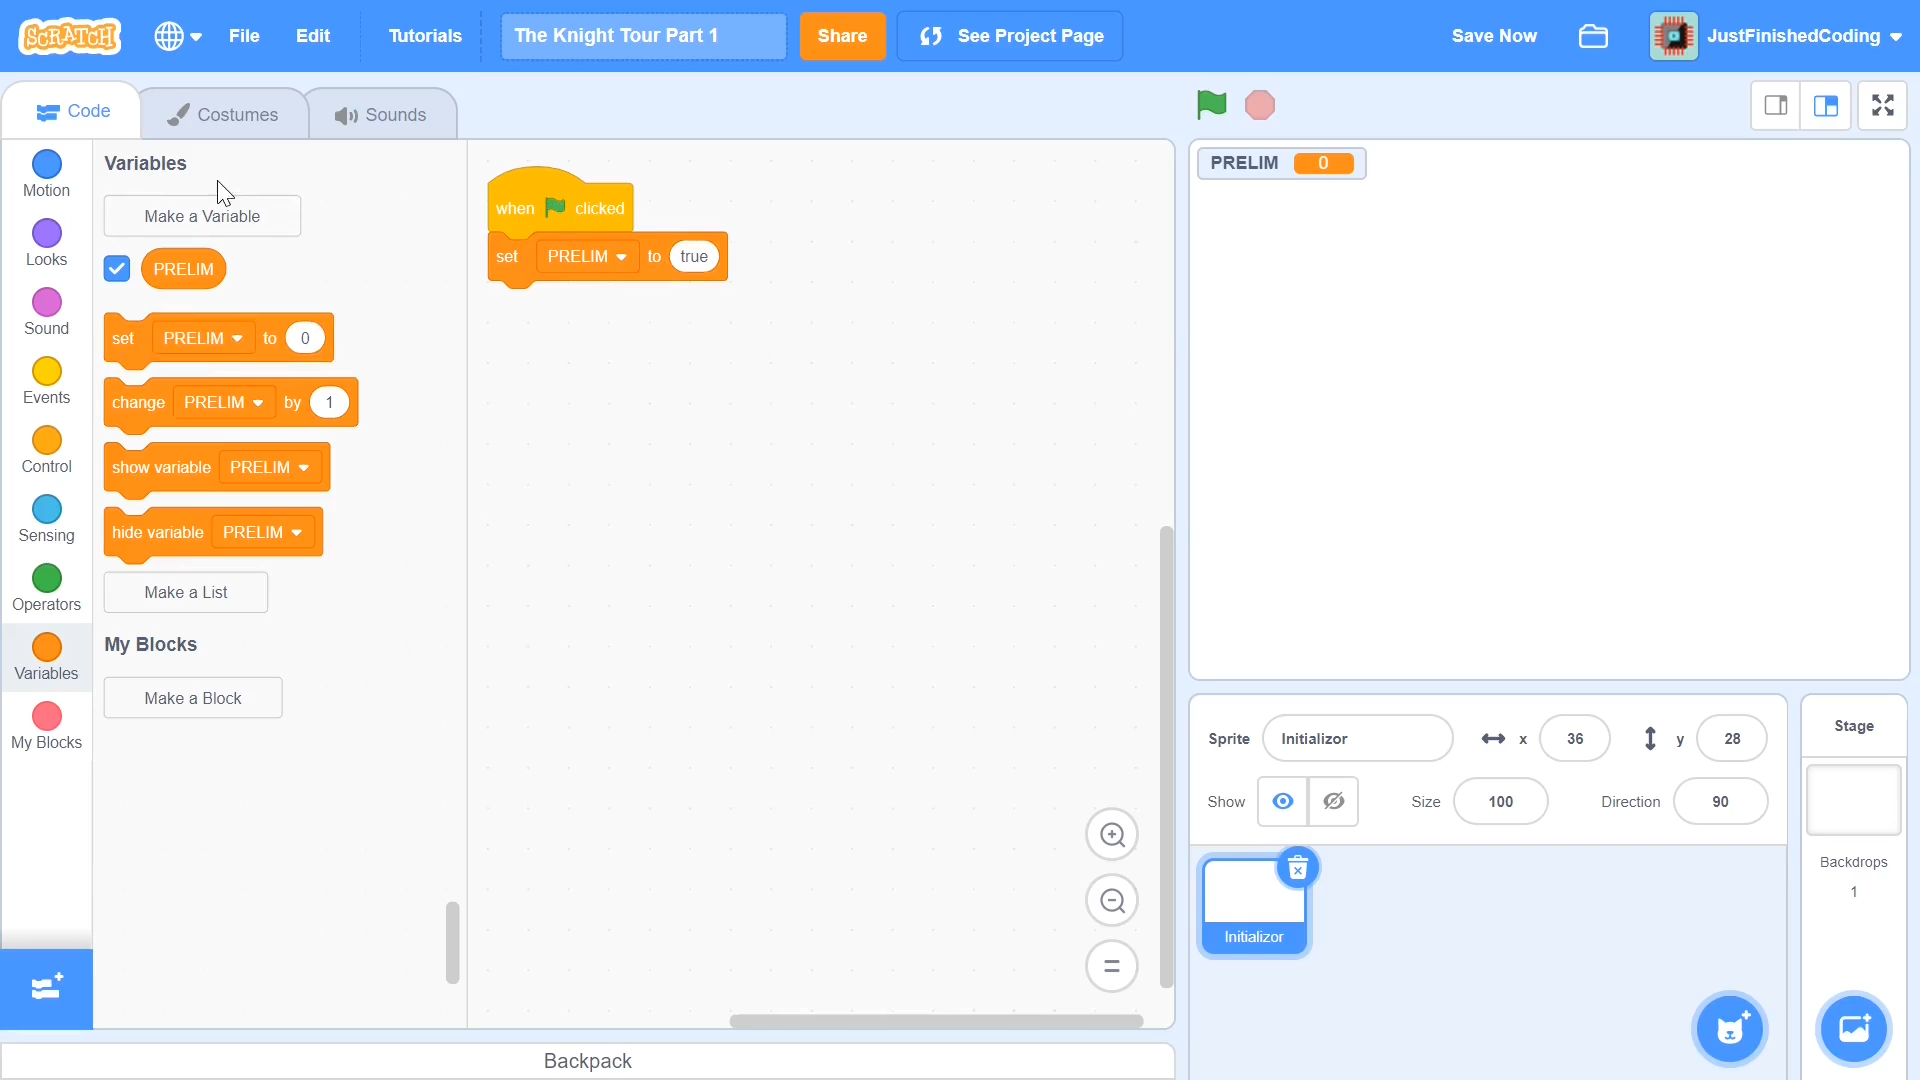 SCRATCH
File
Edit
Tutorials
The Knight Tour Part 1
Share
See Project Page
Save Now
JustFinishedCoding
Code
Costumes
Sounds
Motion
Looks
Sound
Events
Control
Sensing
Operators
Variables
My Blocks
Variables
Make a Variable
PRELIM
set PRELIM to 0
change PRELIM by 1
show variable PRELIM
hide variable PRELIM
Make a List
My Blocks
Make a Block
when clicked
set PRELIM to true
Backpack
PRELIM 0
Sprite Initializor x 36 y 28
Show Size 100 Direction 90
Initializor
Stage
Backdrops
1